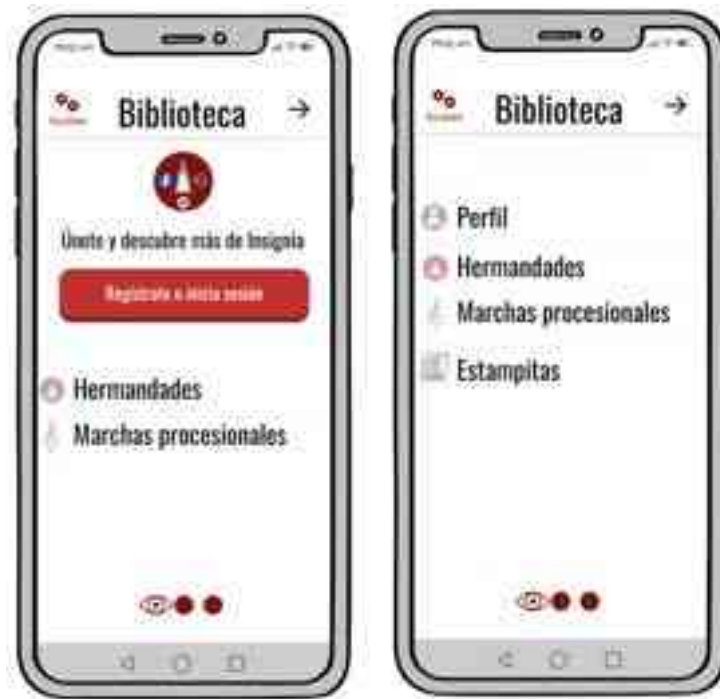 Biblioteca
Únete y descubre más de Insignia
Regístrate o inicia sesión
Hermandades
Marchas procesionales
Biblioteca
Perfil
Hermandades
Marchas procesionales
Estampitas